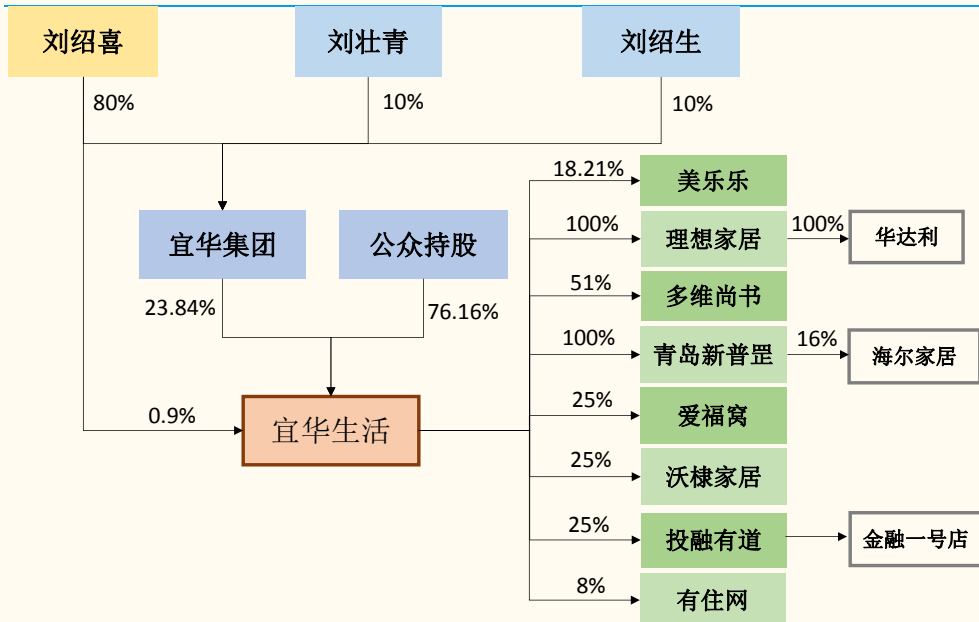 刘绍喜
刘壮青
刘绍生
80%
10%
10%
宜华集团
公众持股
23.84%
76.16%
0.9%
宜华生活
18.21%
美乐乐
100%
理想家居
100%
华达利
51%
多维尚书
100%
青岛新普罡
16%
海尔家居
25%
爱福窝
25%
沃棣家居
25%
投融有道
金融一号店
8%
有住网